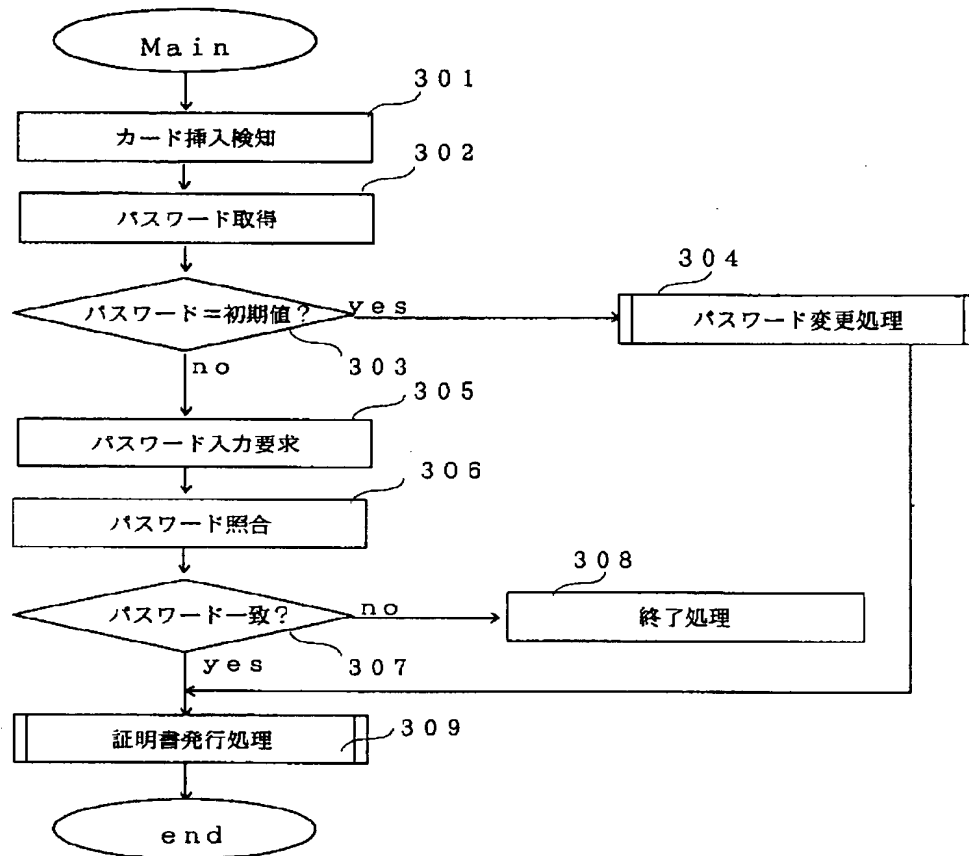 Ｍａｉｎ
３０１
カード挿入検知
３０２
パスワード取得
３０４
パスワード＝初期値？
ｙｅｓ
パスワード変更処理
３０３
ｎｏ
３０５
パスワード入力要求
３０６
パスワード照合
３０８
パスワード一致？
ｎｏ
終了処理
３０７
ｙｅｓ
３０９
証明書発行処理
ｅｎｄ